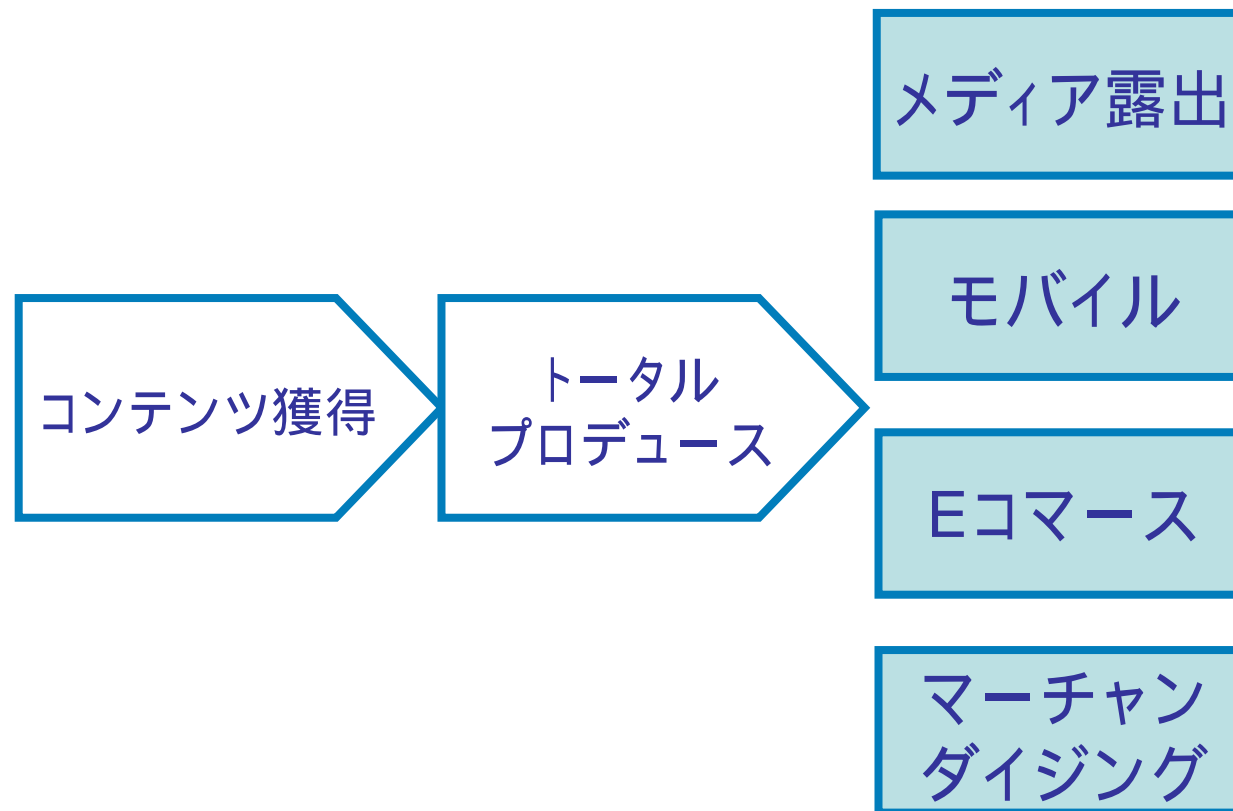 メディア露出
モバイル
コンテンツ獲得
トータル
プロデュース
Eコマース
マーチャン
ダイジング